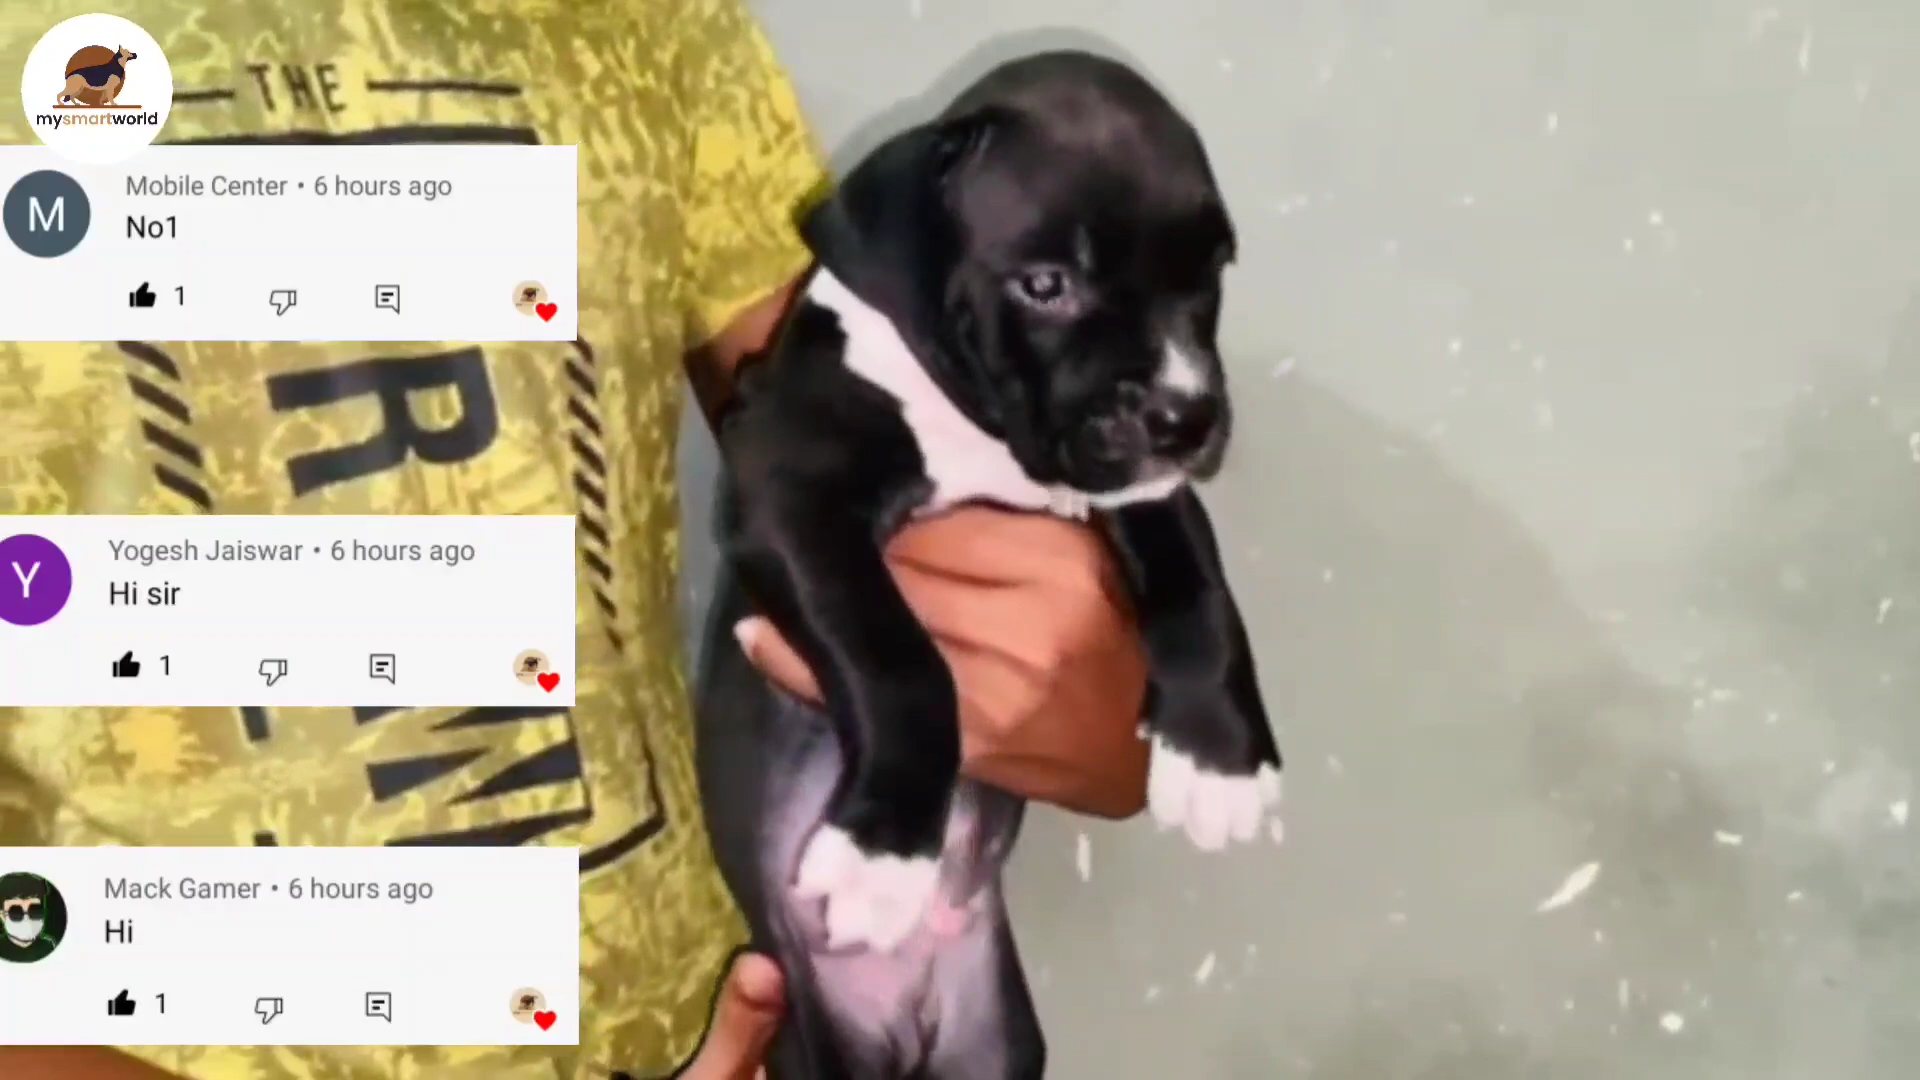 THE
mysmartworld
Mobile Center • 6 hours ago
No1
1
R
Yogesh Jaiswar • 6 hours ago
Hi sir
1
W
Mack Gamer • 6 hours ago
Hi
1